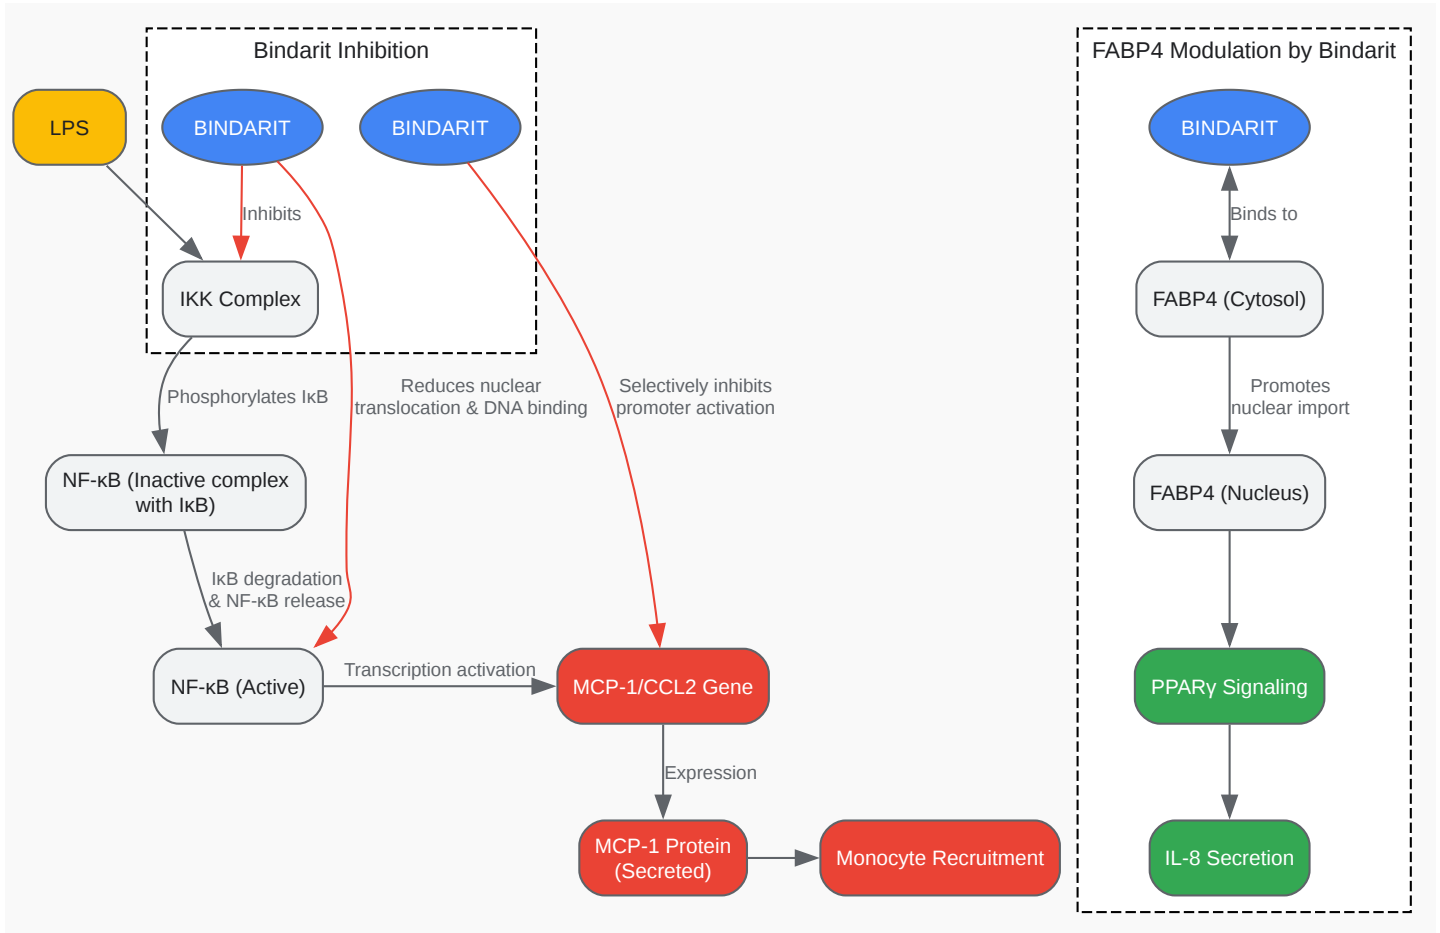 Bindarit Inhibition
FABP4 Modulation by Bindarit
LPS
BINDARIT
BINDARIT
BINDARIT
Inhibits
Binds to
IKK Complex
FABP4 (Cytosol)
Phosphorylates IκB
Reduces nuclear
translocation & DNA binding
Selectively inhibits
promoter activation
Promotes
nuclear import
NF-κB (Inactive complex
with IκB)
FABP4 (Nucleus)
IκB degradation
& NF-κB release
NF-κB (Active)
Transcription activation
MCP-1/CCL2 Gene
PPARγ Signaling
Expression
MCP-1 Protein
(Secreted)
Monocyte Recruitment
IL-8 Secretion